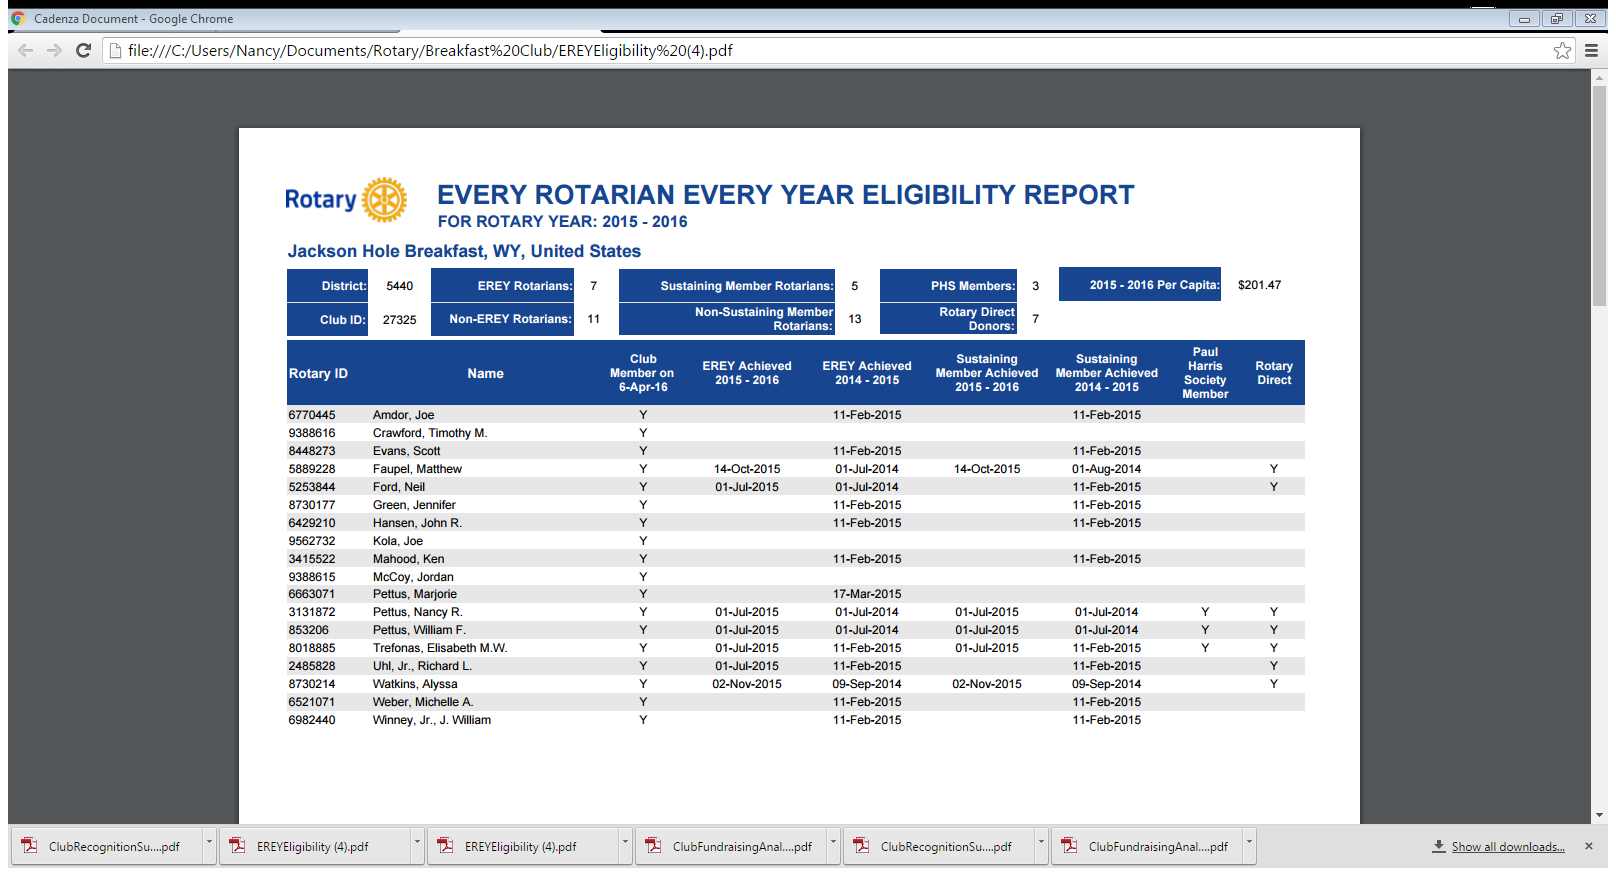 Cadenza Document - Google Chrome
file:///C:/Users/Nancy/Documents/Rotary/Breakfast%20Club/EREYEligibility%20(4).pdf
Rotary
EVERY ROTARIAN EVERY YEAR ELIGIBILITY REPORT
FOR ROTARY YEAR: 2015 - 2016
Jackson Hole Breakfast, WY, United States
District: 5440 EREY Rotarians: 7 Sustaining Member Rotarians: 5 PHS Members: 3 2015 - 2016 Per Capita: $201.47
Club ID: 27325 Non-EREY Rotarians: 11 Non-Sustaining Member Rotarians: 13 Rotary Direct Donors: 7
Rotary ID Name Club Member on 6-Apr-16 EREY Achieved 2015 - 2016 EREY Achieved 2014 - 2015 Sustaining Member Achieved 2015 - 2016 Sustaining Member Achieved 2014 - 2015 Paul Harris Society Member Rotary Direct
6770445 Amdor, Joe Y 11-Feb-2015 11-Feb-2015
9388616 Crawford, Timothy M. Y
8448273 Evans, Scott Y 11-Feb-2015 11-Feb-2015
5889228 Faupel, Matthew Y 14-Oct-2015 01-Jul-2014 14-Oct-2015 01-Aug-2014 Y
5253844 Ford, Neil Y 01-Jul-2015 01-Jul-2014 11-Feb-2015 Y
8730177 Green, Jennifer Y 11-Feb-2015 11-Feb-2015
6429210 Hansen, John R. Y 11-Feb-2015 11-Feb-2015
9562732 Kola, Joe Y
3415522 Mahood, Ken Y 11-Feb-2015 11-Feb-2015
9388615 McCoy, Jordan Y
6663071 Pettus, Marjorie Y 17-Mar-2015
3131872 Pettus, Nancy R. Y 01-Jul-2015 01-Jul-2014 01-Jul-2015 01-Jul-2014 Y Y
853206 Pettus, William F. Y 01-Jul-2015 01-Jul-2014 01-Jul-2015 01-Jul-2014 Y Y
8018885 Trefonas, Elisabeth M.W. Y 01-Jul-2015 11-Feb-2015 01-Jul-2015 11-Feb-2015 Y Y
2485828 Uhl, Jr., Richard L. Y 01-Jul-2015 11-Feb-2015 11-Feb-2015 Y
8730214 Watkins, Alyssa Y 02-Nov-2015 09-Sep-2014 02-Nov-2015 09-Sep-2014 Y
6521071 Weber, Michelle A. Y 11-Feb-2015 11-Feb-2015
6982440 Winney, Jr., J. William Y 11-Feb-2015 11-Feb-2015
ClubRecognitionSu....pdf EREYEligibility (4).pdf EREYEligibility (4).pdf ClubFundraisingAnal....pdf ClubRecognitionSu....pdf ClubFundraisingAnal....pdf Show all downloads...